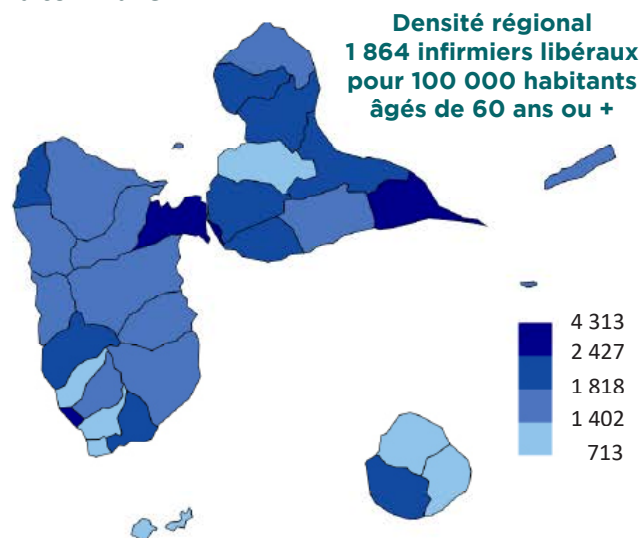 Densité régional
1 864 infirmiers libéraux
pour 100 000 habitants
âgés de 60 ans ou +
4 313
2 427
1 818
1 402
713